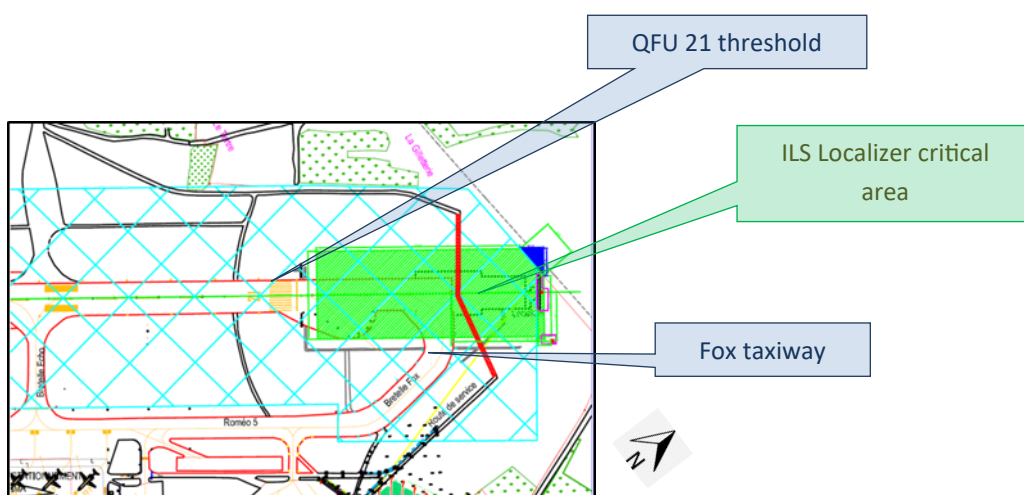 QFU 21 threshold
ILS Localizer critical
area
La Gilleterie
Fox taxiway
Bretelle Echo
Bretelle Fox
Route de service
Roméo 5
N